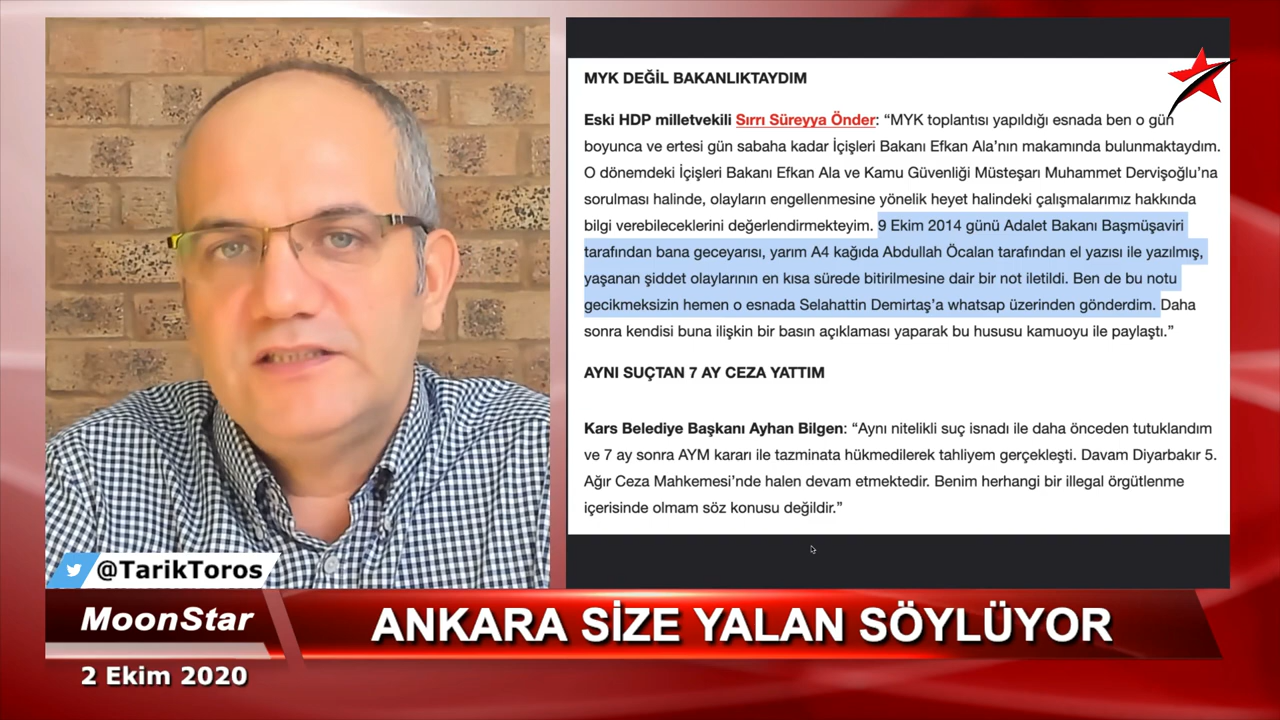 MYK DEĞİL BAKANLIKTAYDIM
Eski HDP milletvekili Sırrı Süreyya Önder: “MYK toplantısı yapıldığı esnada ben o gün
boyunca ve ertesi gün sabaha kadar İçişleri Bakanı Efkan Ala’nın makamında bulunmaktaydım.
O dönemdeki İçişleri Bakanı Efkan Ala ve Kamu Güvenliği Müsteşarı Muhammet Dervişoğlu’na
sorulması halinde, olayların engellenmesine yönelik heyet halindeki çalışmalarımız hakkında
bilgi verebileceklerini değerlendirmekteyim. 9 Ekim 2014 günü Adalet Bakanı Başmüşaviri
tarafından bana geceyarısı, yarım A4 kağıda Abdullah Öcalan tarafından el yazısı ile yazılmış,
yaşanan şiddet olaylarının en kısa sürede bitirilmesine dair bir not iletildi. Ben de bu notu
gecikmeksizin hemen o esnada Selahattin Demirtaş’a whatsap üzerinden gönderdim. Daha
sonra kendisi buna ilişkin bir basın açıklaması yaparak bu hususu kamuoyu ile paylaştı.”
AYNI SUÇTAN 7 AY CEZA YATTIM
Kars Belediye Başkanı Ayhan Bilgen: “Aynı nitelikli suç isnadı ile daha önceden tutuklandım
ve 7 ay sonra AYM kararı ile tazminata hükmedilerek tahliyem gerçekleşti. Davam Diyarbakır 5.
Ağır Ceza Mahkemesi’nde halen devam etmektedir. Benim herhangi bir illegal örgütlenme
içerisinde olmam söz konusu değildir.”
@TarikToros
MoonStar
ANKARA SİZE YALAN SÖYLÜYOR
2 Ekim 2020